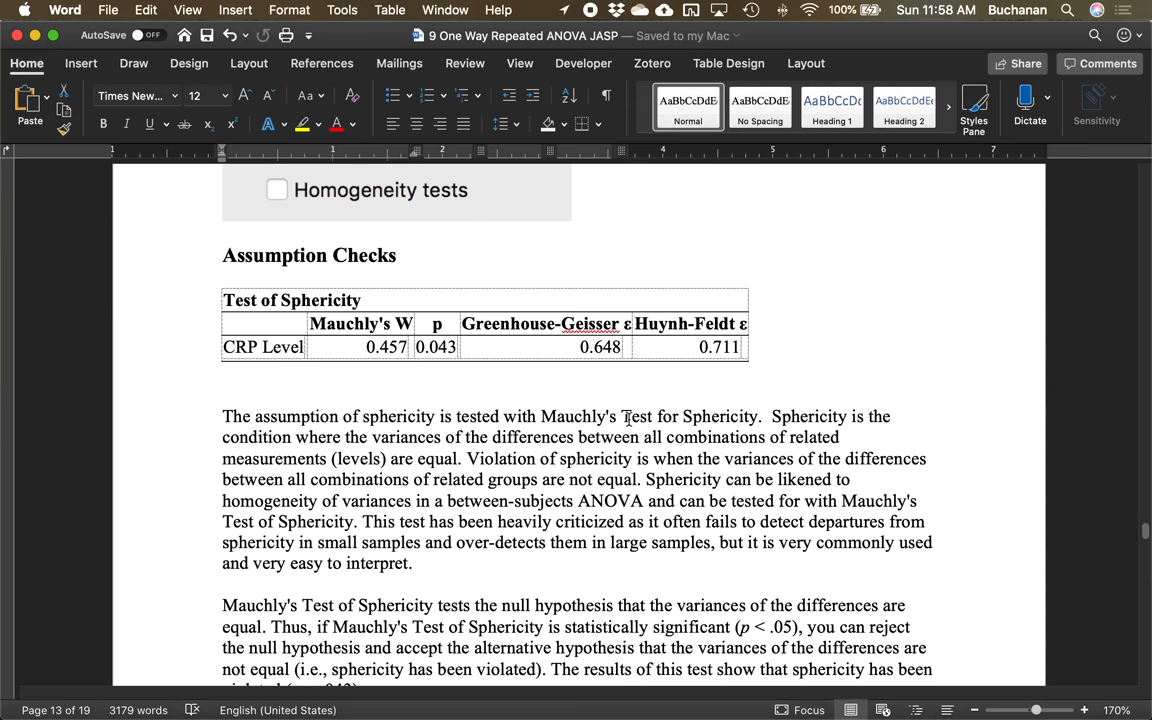 Word File Edit View Insert Format Tools Table Window Help 100% Sun 11:58 AM Buchanan
AutoSave OFF 9 One Way Repeated ANOVA JASP — Saved to my Mac
Home Insert Draw Design Layout References Mailings Review View Developer Zotero Table Design Layout Share Comments
Paste Times New... 12 A A Aa A
B I U ab x x A A
AaBbCcDdE Normal AaBbCcDdE No Spacing AaBbCcDc Heading 1 AaBbCcDdEe Heading 2
Styles Pane Dictate Sensitivity
1 1 2 4 5 6 7
Homogeneity tests
Assumption Checks
Test of Sphericity
Mauchly's W p Greenhouse-Geisser ε Huynh-Feldt ε
CRP Level 0.457 0.043 0.648 0.711
The assumption of sphericity is tested with Mauchly's Test for Sphericity. Sphericity is the
condition where the variances of the differences between all combinations of related
measurements (levels) are equal. Violation of sphericity is when the variances of the differences
between all combinations of related groups are not equal. Sphericity can be likened to
homogeneity of variances in a between-subjects ANOVA and can be tested for with Mauchly's
Test of Sphericity. This test has been heavily criticized as it often fails to detect departures from
sphericity in small samples and over-detects them in large samples, but it is very commonly used
and very easy to interpret.
Mauchly's Test of Sphericity tests the null hypothesis that the variances of the differences are
equal. Thus, if Mauchly's Test of Sphericity is statistically significant (p < .05), you can reject
the null hypothesis and accept the alternative hypothesis that the variances of the differences are
not equal (i.e., sphericity has been violated). The results of this test show that sphericity has been
Page 13 of 19 3179 words English (United States) Focus 170%